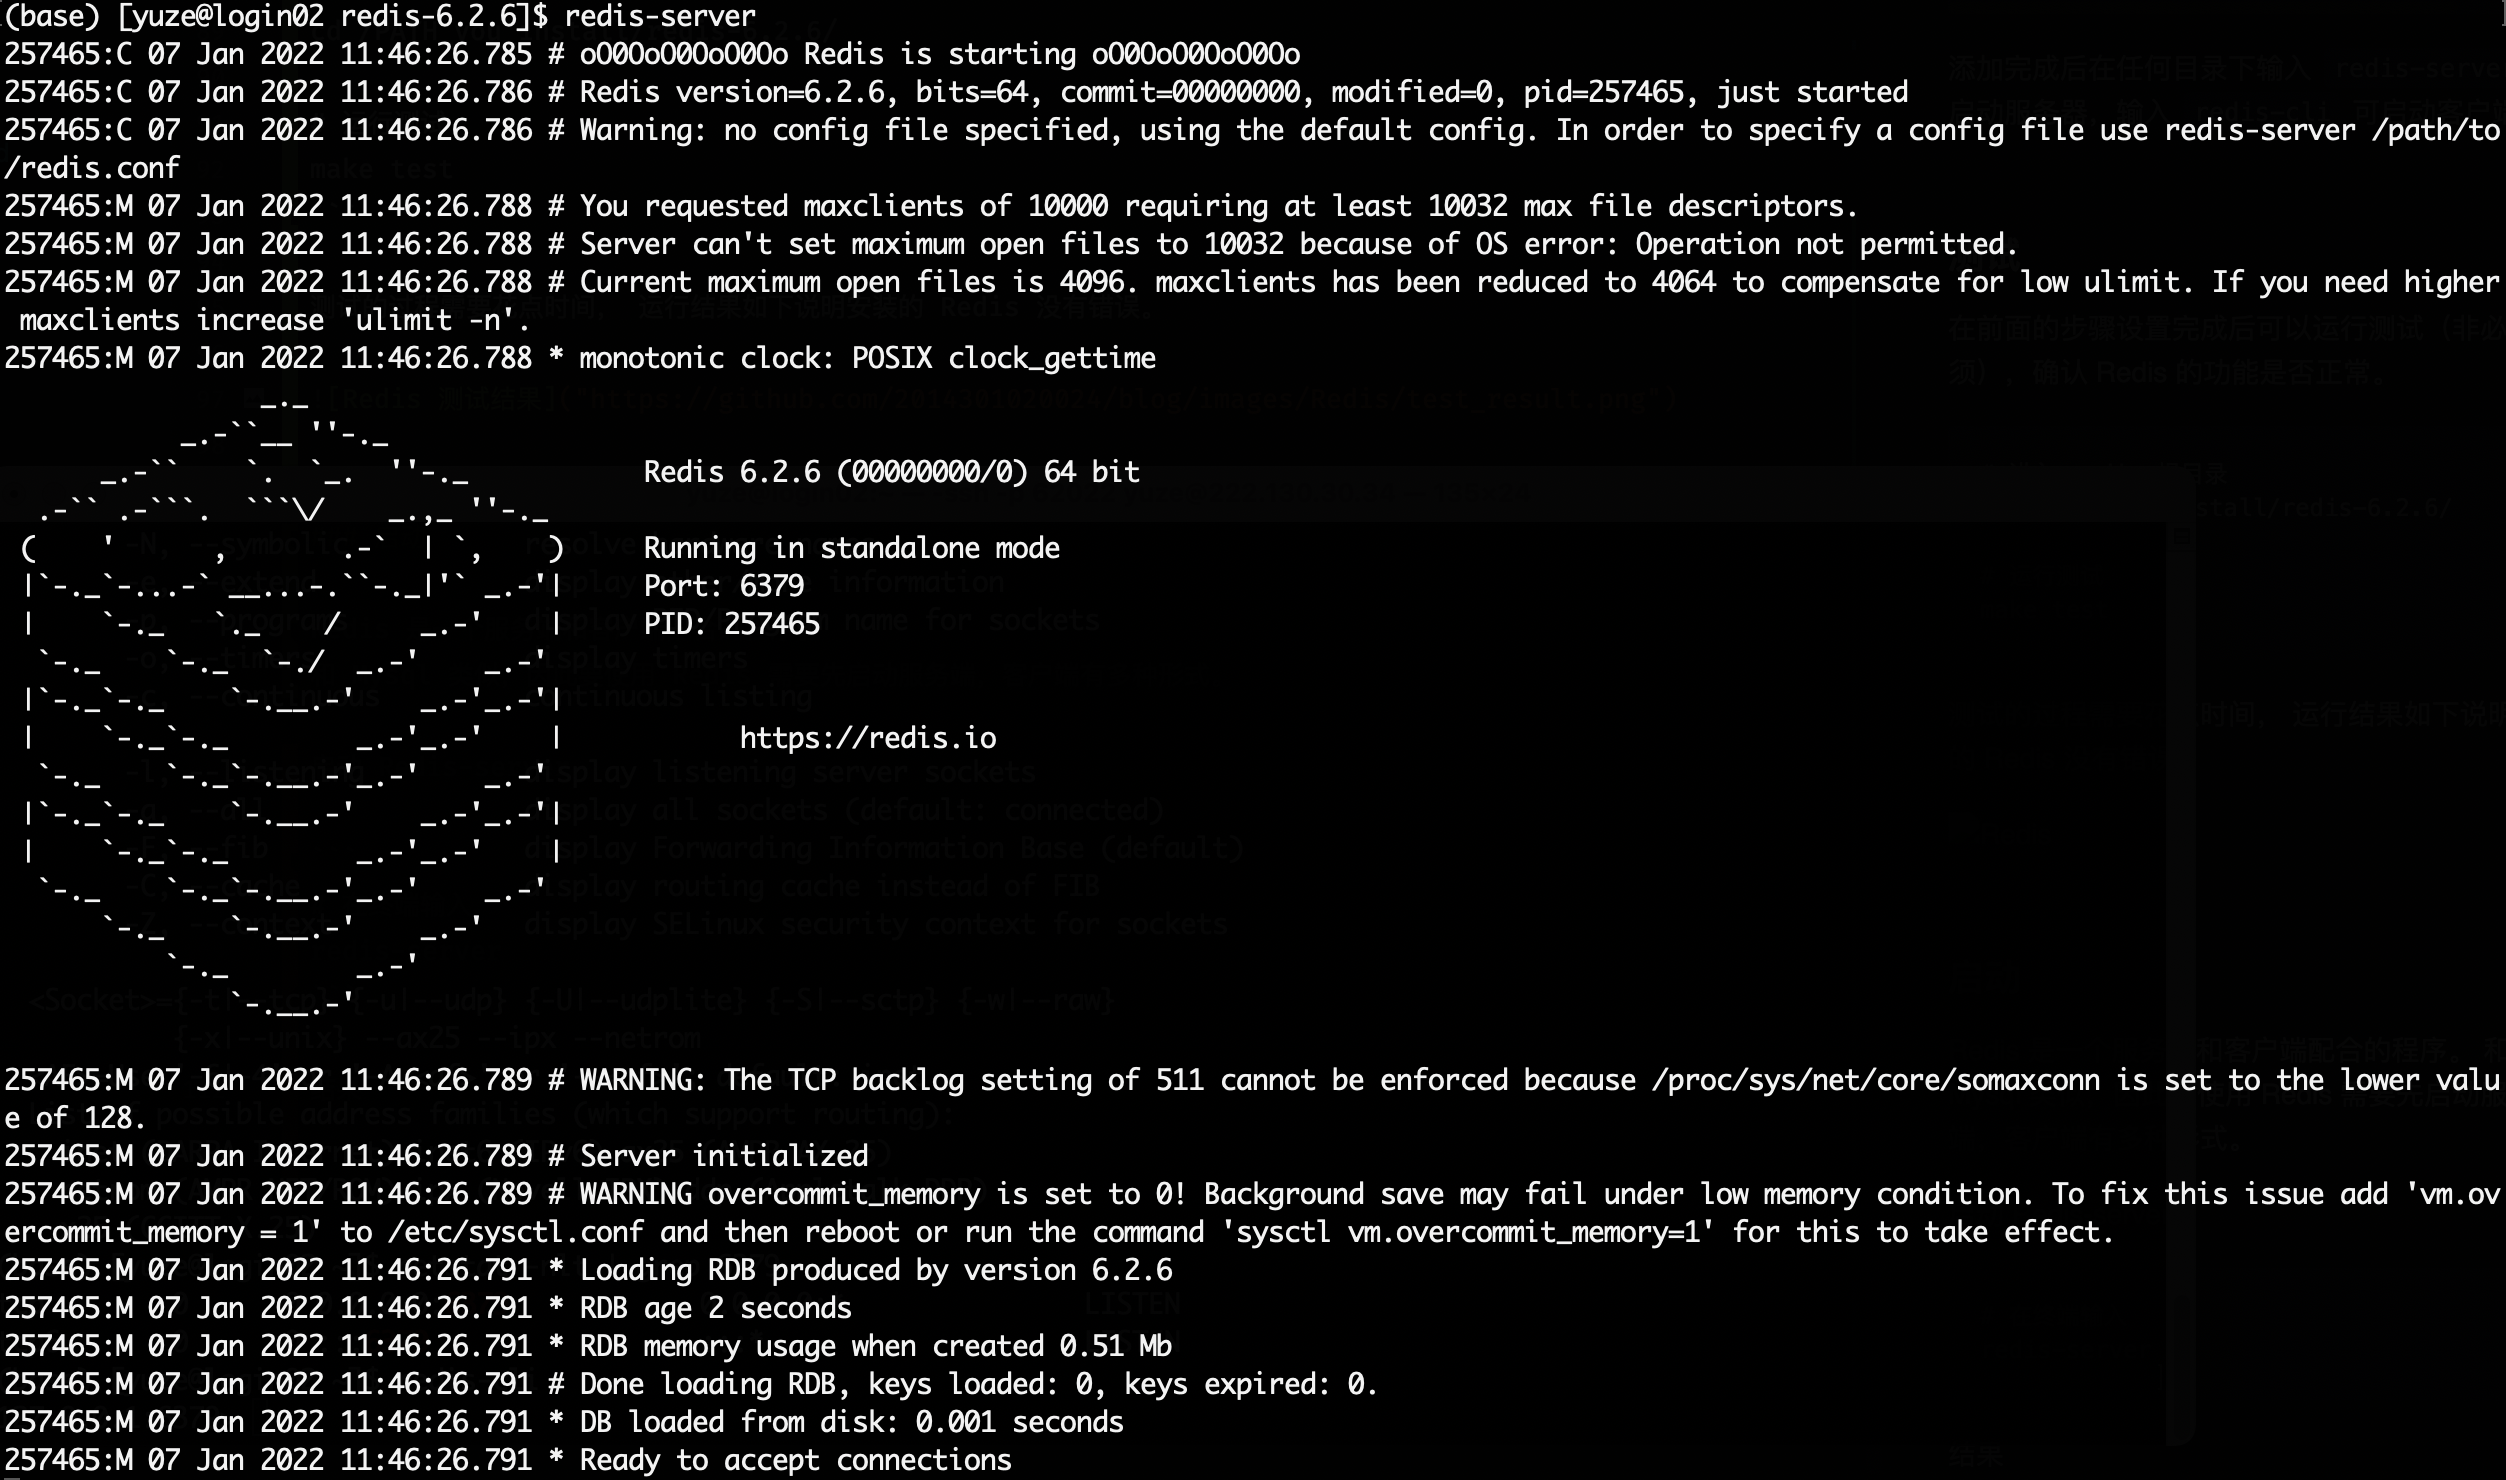 (base) [yuze@login02 redis-6.2.6]$ redis-server
257465:C 07 Jan 2022 11:46:26.785 # oO0OoO0OoO0Oo Redis is starting oO0OoO0OoO0Oo
257465:C 07 Jan 2022 11:46:26.786 # Redis version=6.2.6, bits=64, commit=00000000, modified=0, pid=257465, just started
257465:C 07 Jan 2022 11:46:26.786 # Warning: no config file specified, using the default config. In order to specify a config file use redis-server /path/to
/redis.conf
257465:M 07 Jan 2022 11:46:26.788 # You requested maxclients of 10000 requiring at least 10032 max file descriptors.
257465:M 07 Jan 2022 11:46:26.788 # Server can't set maximum open files to 10032 because of OS error: Operation not permitted.
257465:M 07 Jan 2022 11:46:26.788 # Current maximum open files is 4096. maxclients has been reduced to 4064 to compensate for low ulimit. If you need higher
 maxclients increase 'ulimit -n'.
257465:M 07 Jan 2022 11:46:26.788 * monotonic clock: POSIX clock_gettime
Redis 6.2.6 (00000000/0) 64 bit
Running in standalone mode
Port: 6379
PID: 257465
https://redis.io
257465:M 07 Jan 2022 11:46:26.789 # WARNING: The TCP backlog setting of 511 cannot be enforced because /proc/sys/net/core/somaxconn is set to the lower valu
e of 128.
257465:M 07 Jan 2022 11:46:26.789 # Server initialized
257465:M 07 Jan 2022 11:46:26.789 # WARNING overcommit_memory is set to 0! Background save may fail under low memory condition. To fix this issue add 'vm.ov
ercommit_memory = 1' to /etc/sysctl.conf and then reboot or run the command 'sysctl vm.overcommit_memory=1' for this to take effect.
257465:M 07 Jan 2022 11:46:26.791 * Loading RDB produced by version 6.2.6
257465:M 07 Jan 2022 11:46:26.791 * RDB age 2 seconds
257465:M 07 Jan 2022 11:46:26.791 * RDB memory usage when created 0.51 Mb
257465:M 07 Jan 2022 11:46:26.791 # Done loading RDB, keys loaded: 0, keys expired: 0.
257465:M 07 Jan 2022 11:46:26.791 * DB loaded from disk: 0.001 seconds
257465:M 07 Jan 2022 11:46:26.791 * Ready to accept connections